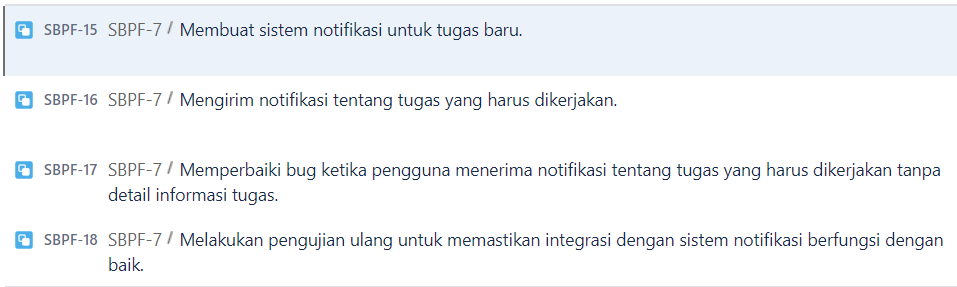 SBPF-15 SBPF-7 / Membuat sistem notifikasi untuk tugas baru.
SBPF-16 SBPF-7 / Mengirim notifikasi tentang tugas yang harus dikerjakan.
SBPF-17 SBPF-7 / Memperbaiki bug ketika pengguna menerima notifikasi tentang tugas yang harus dikerjakan tanpa
detail informasi tugas.
SBPF-18 SBPF-7 / Melakukan pengujian ulang untuk memastikan integrasi dengan sistem notifikasi berfungsi dengan
baik.